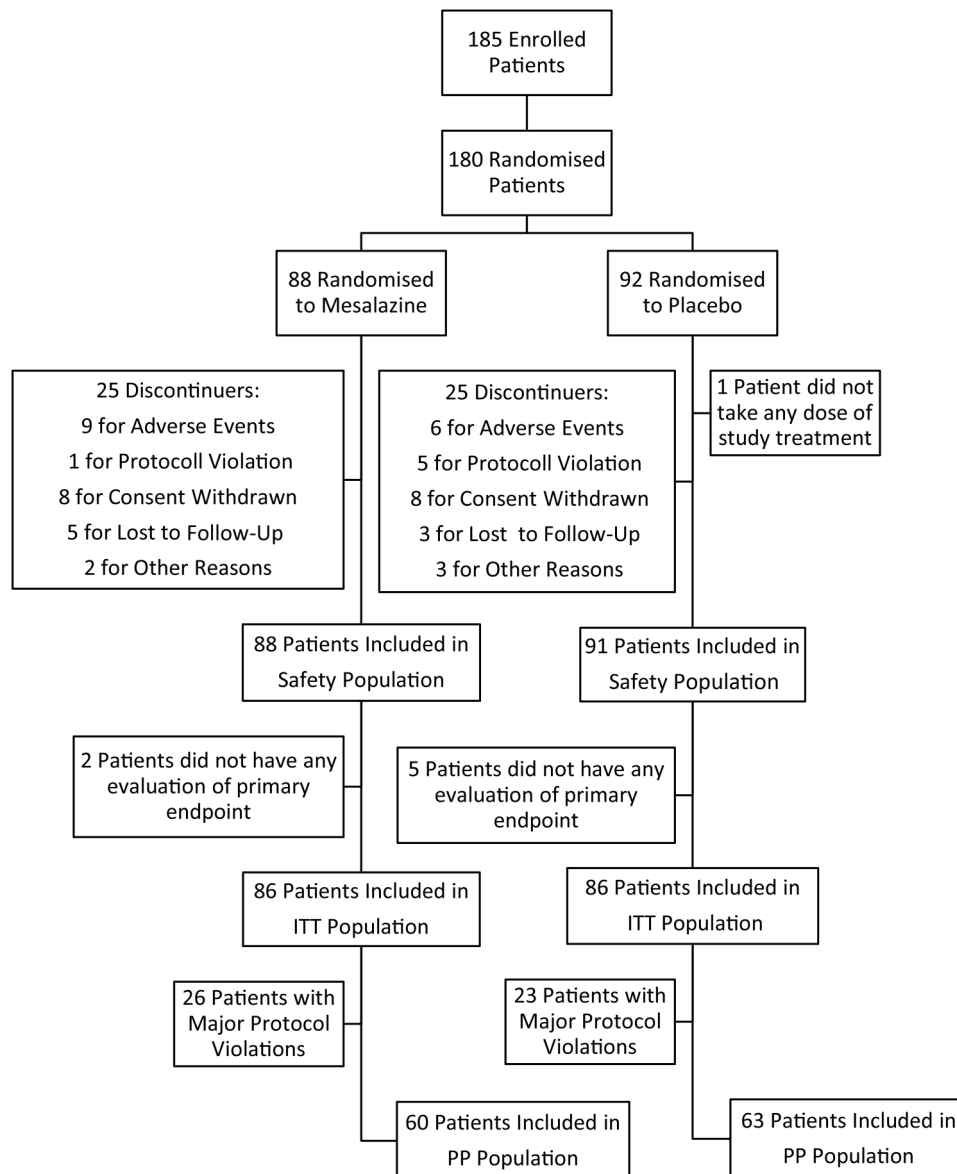 185 Enrolled
Patients
180 Randomised
Patients
88 Randomised
to Mesalazine
92 Randomised
to Placebo
25 Discontinuers:
9 for Adverse Events
1 for Protocoll Violation
8 for Consent Withdrawn
5 for Lost to Follow-Up
2 for Other Reasons
25 Discontinuers:
6 for Adverse Events
5 for Protocoll Violation
8 for Consent Withdrawn
3 for Lost to Follow-Up
3 for Other Reasons
1 Patient did not
take any dose of
study treatment
88 Patients Included in
Safety Population
91 Patients Included in
Safety Population
2 Patients did not have any
evaluation of primary
endpoint
5 Patients did not have any
evaluation of primary
endpoint
86 Patients Included in
ITT Population
86 Patients Included in
ITT Population
26 Patients with
Major Protocol
Violations
23 Patients with
Major Protocol
Violations
60 Patients Included in
PP Population
63 Patients Included in
PP Population